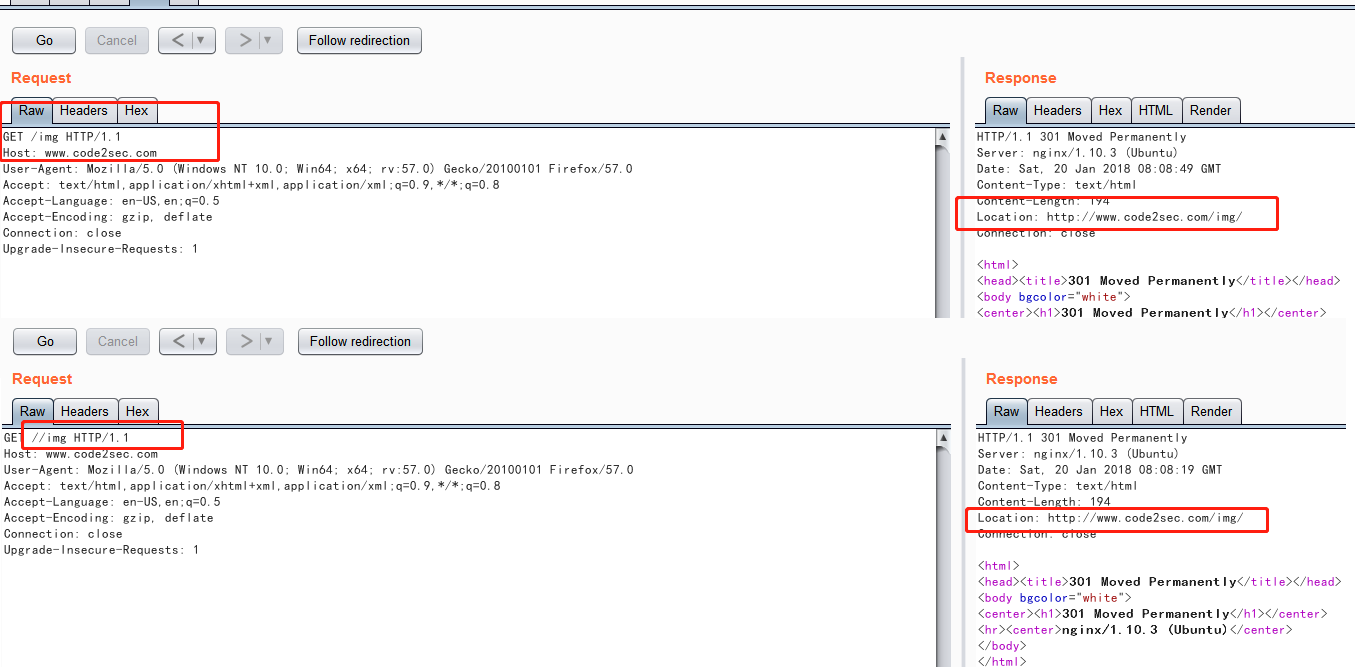 Go Cancel < ▼ > ▼ Follow redirection
Request
Raw Headers Hex
GET /img HTTP/1.1
Host: www.code2sec.com
User-Agent: Mozilla/5.0 (Windows NT 10.0; Win64; x64; rv:57.0) Gecko/20100101 Firefox/57.0
Accept: text/html,application/xhtml+xml,application/xml;q=0.9,*/*;q=0.8
Accept-Language: en-US,en;q=0.5
Accept-Encoding: gzip, deflate
Connection: close
Upgrade-Insecure-Requests: 1
Response
Raw Headers Hex HTML Render
HTTP/1.1 301 Moved Permanently
Server: nginx/1.10.3 (Ubuntu)
Date: Sat, 20 Jan 2018 08:08:49 GMT
Content-Type: text/html
Content-Length: 194
Location: http://www.code2sec.com/img/
Connection: close
<html>
<head><title>301 Moved Permanently</title></head>
<body bgcolor="white">
<center><h1>301 Moved Permanently</h1></center>
Go Cancel < ▼ > ▼ Follow redirection
Request
Raw Headers Hex
GET //img HTTP/1.1
Host: www.code2sec.com
User-Agent: Mozilla/5.0 (Windows NT 10.0; Win64; x64; rv:57.0) Gecko/20100101 Firefox/57.0
Accept: text/html,application/xhtml+xml,application/xml;q=0.9,*/*;q=0.8
Accept-Language: en-US,en;q=0.5
Accept-Encoding: gzip, deflate
Connection: close
Upgrade-Insecure-Requests: 1
Response
Raw Headers Hex HTML Render
HTTP/1.1 301 Moved Permanently
Server: nginx/1.10.3 (Ubuntu)
Date: Sat, 20 Jan 2018 08:08:19 GMT
Content-Type: text/html
Content-Length: 194
Location: http://www.code2sec.com/img/
Connection: close
<html>
<head><title>301 Moved Permanently</title></head>
<body bgcolor="white">
<center><h1>301 Moved Permanently</h1></center>
<hr><center>nginx/1.10.3 (Ubuntu)</center>
</body>
</html>